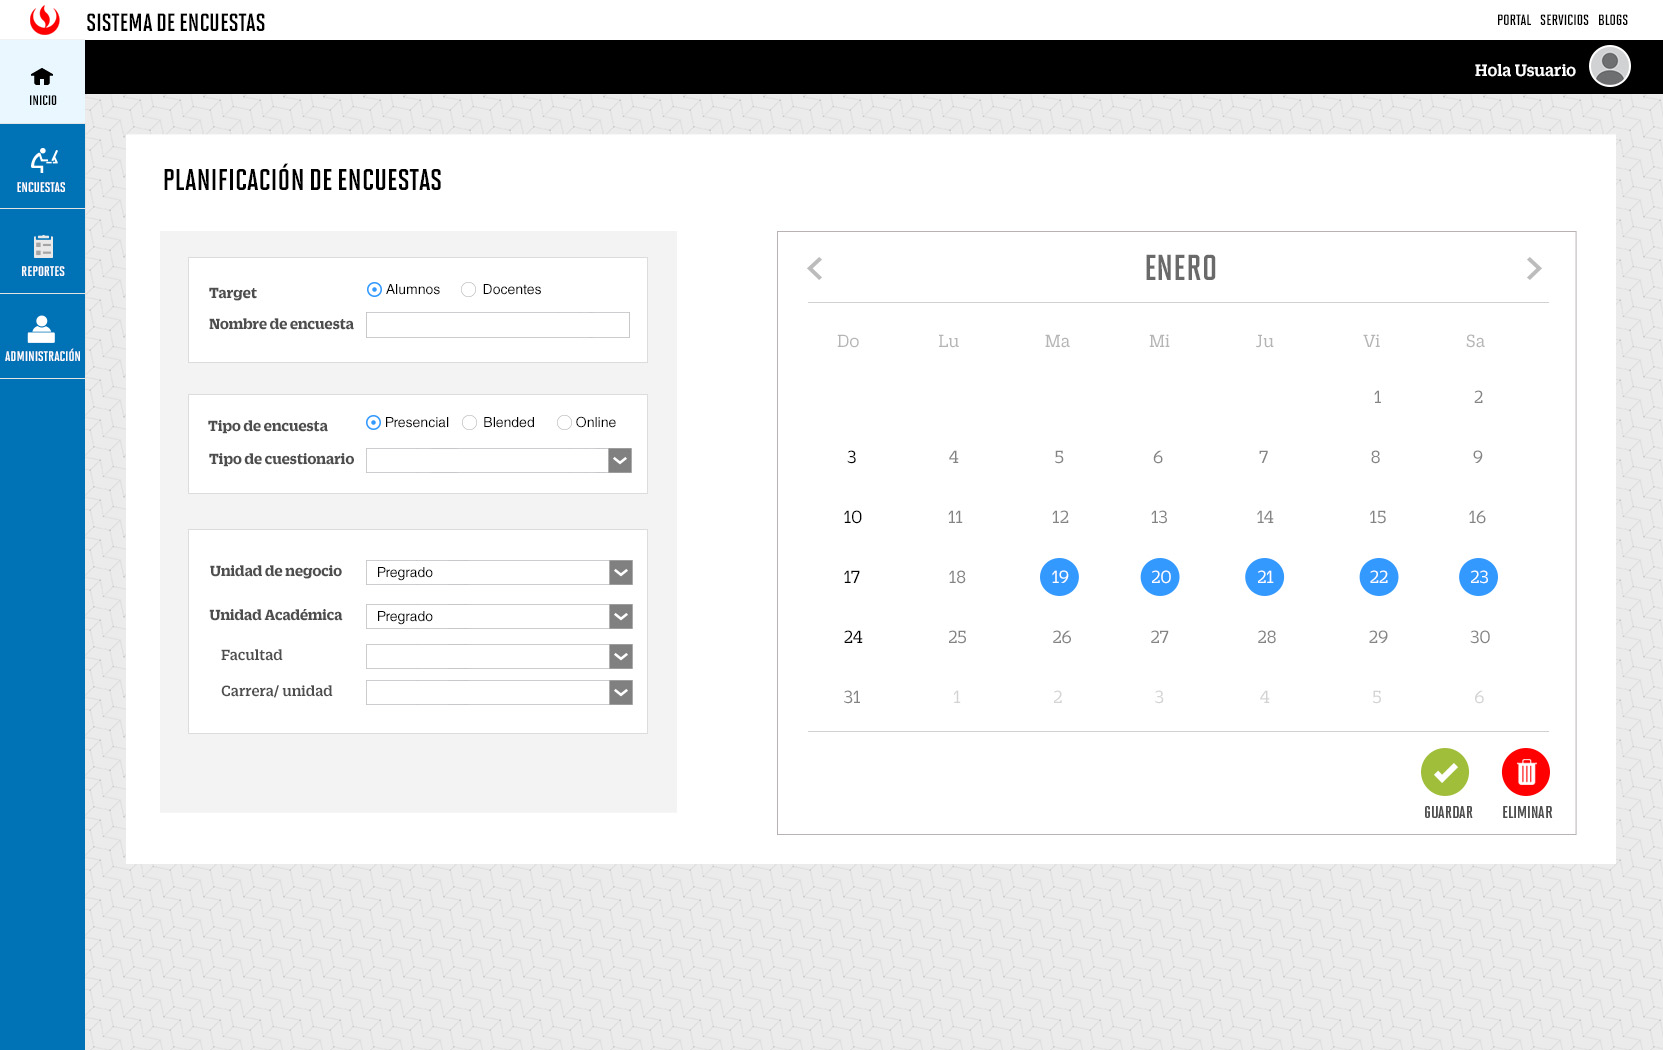 SISTEMA DE ENCUESTAS
PORTAL SERVICIOS BLOGS
Hola Usuario
INICIO
ENCUESTAS
REPORTES
ADMINISTRACIÓN
PLANIFICACIÓN DE ENCUESTAS
Target Alumnos Docentes
Nombre de encuesta
Tipo de encuesta Presencial Blended Online
Tipo de cuestionario
Unidad de negocio Pregrado
Unidad Académica Pregrado
Facultad
Carrera/ unidad
ENERO
Do Lu Ma Mi Ju Vi Sa
1 2
3 4 5 6 7 8 9
10 11 12 13 14 15 16
17 18 19 20 21 22 23
24 25 26 27 28 29 30
31 1 2 3 4 5 6
GUARDAR ELIMINAR